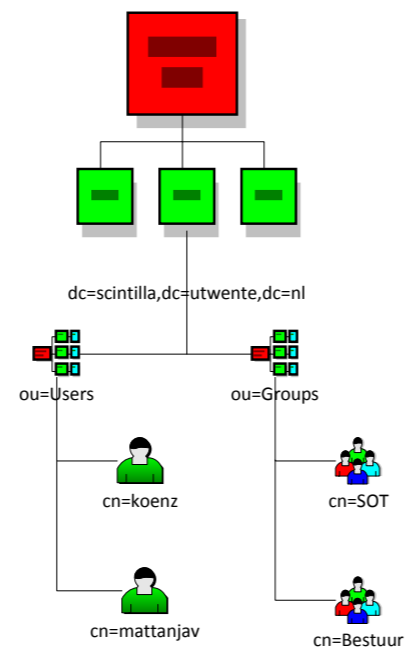 dc=scintilla,dc=utwente,dc=nl
ou=Users
ou=Groups
cn=koenz
cn=SOT
cn=mattanjav
cn=Bestuur